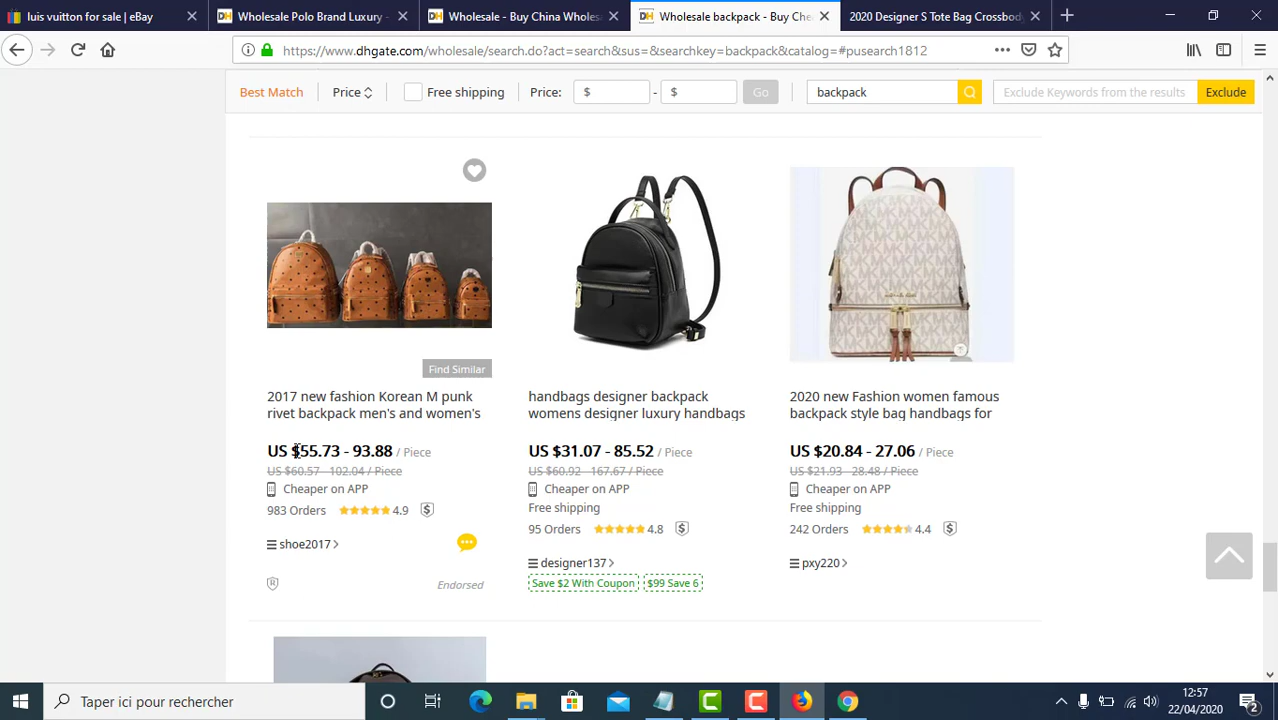 luis vuitton for sale | eBay
Wholesale Polo Brand Luxury -
Wholesale - Buy China Wholes
Wholesale backpack - Buy Che
2020 Designer S Tote Bag Crossbody
https://www.dhgate.com/wholesale/search.do?act=search&sus=&searchkey=backpack&catalog=#pusearch1812
Best Match
Price
Free shipping
Price:
$
-
$
Go
backpack
Exclude Keywords from the results
Exclude
Find Similar
2017 new fashion Korean M punk
rivet backpack men's and women's
US $55.73 - 93.88 / Piece
US $60.57 - 102.04 / Piece
Cheaper on APP
983 Orders 4.9
shoe2017
Endorsed
handbags designer backpack
womens designer luxury handbags
US $31.07 - 85.52 / Piece
US $60.92 - 167.67 / Piece
Cheaper on APP
Free shipping
95 Orders 4.8
designer137
Save $2 With Coupon
$99 Save 6
2020 new Fashion women famous
backpack style bag handbags for
US $20.84 - 27.06 / Piece
US $21.93 - 28.48 / Piece
Cheaper on APP
Free shipping
242 Orders 4.4
pxy220
Taper ici pour rechercher
12:57
22/04/2020
2